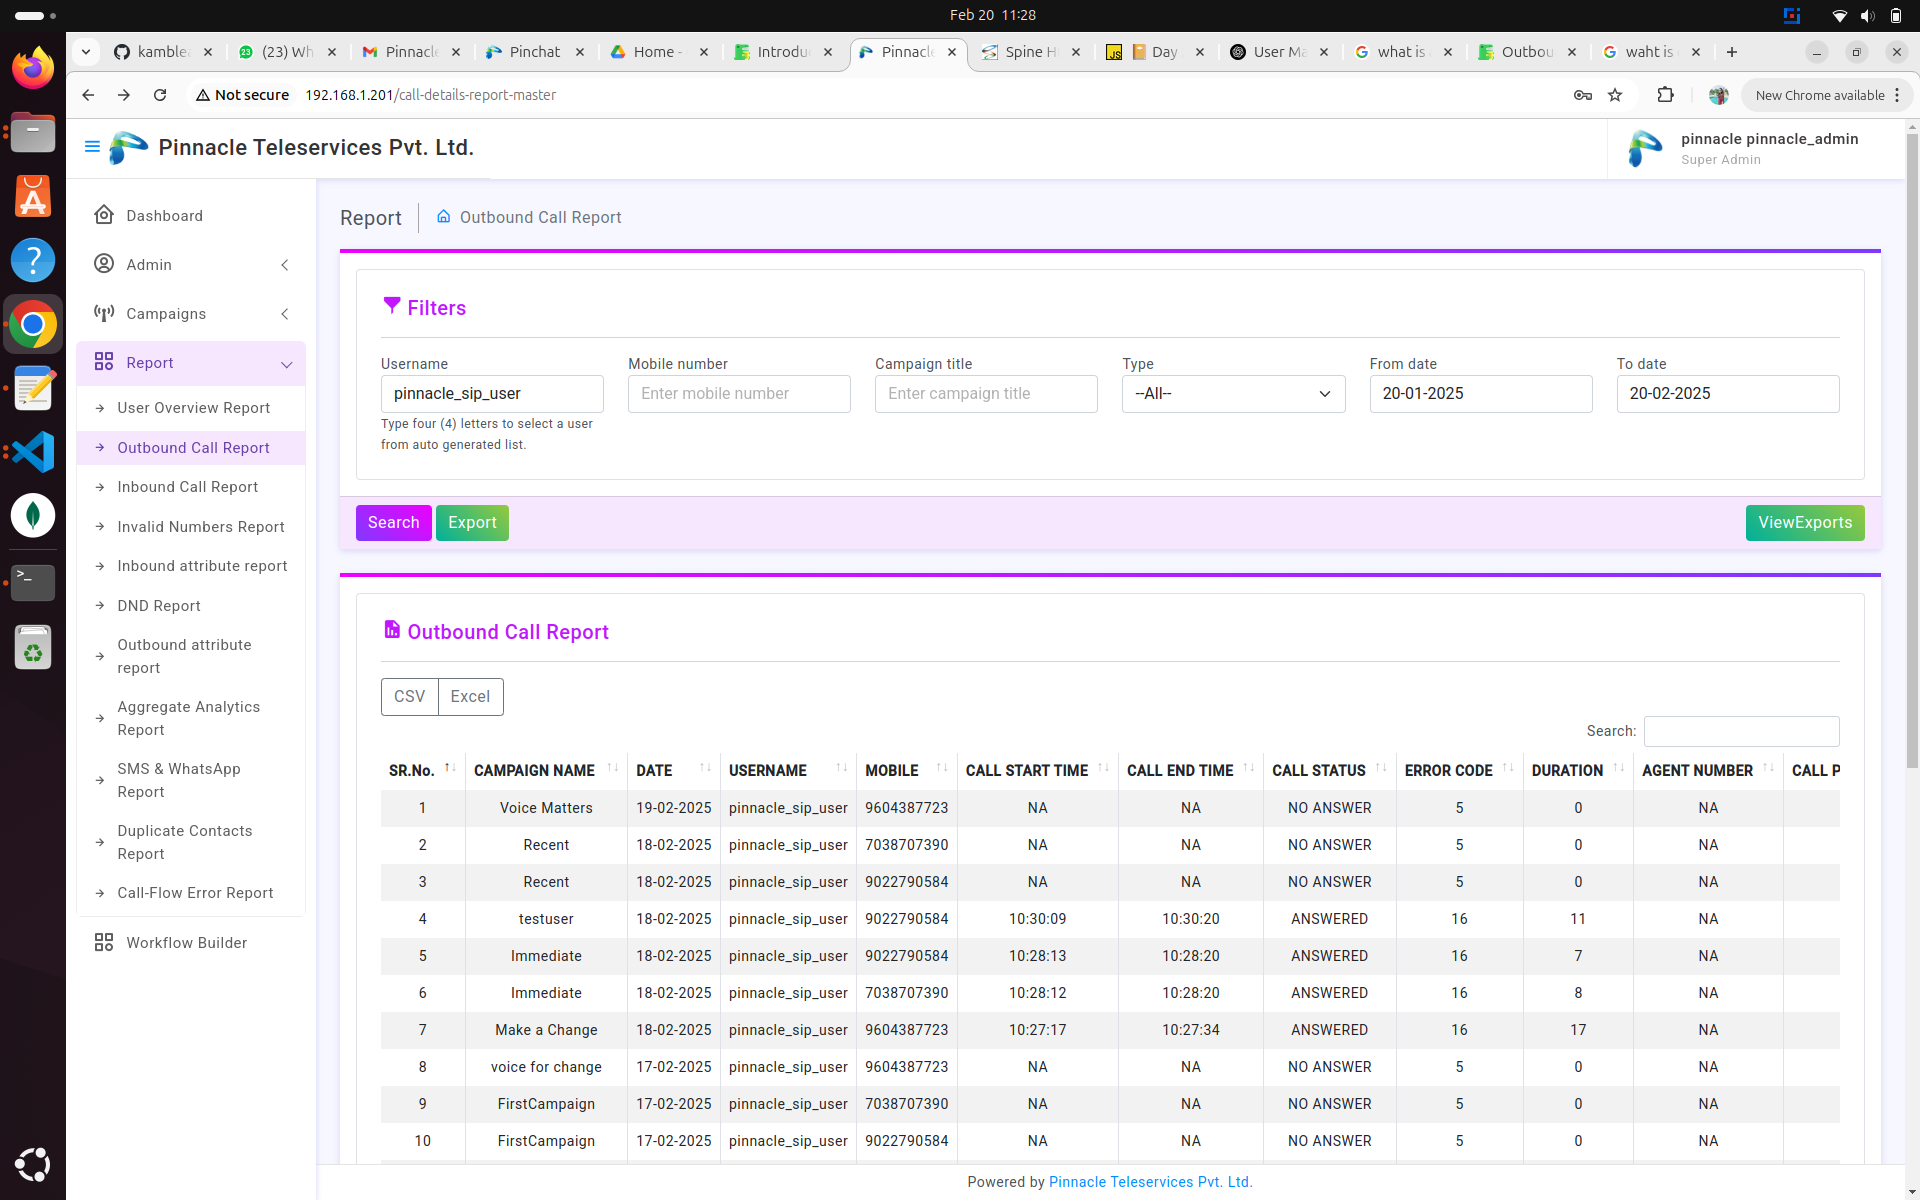 Feb 20 11:28
kamble
(23) Wh
Pinnacle
Pinchat
Home -
Introdu
Pinnacle
Spine H
Day
User Ma
what is
Outbou
waht is
Not secure 192.168.1.201/call-details-report-master
New Chrome available
Pinnacle Teleservices Pvt. Ltd.
pinnacle pinnacle_admin
Super Admin
Dashboard
Admin
Campaigns
Report
User Overview Report
Outbound Call Report
Inbound Call Report
Invalid Numbers Report
Inbound attribute report
DND Report
Outbound attribute
report
Aggregate Analytics
Report
SMS & WhatsApp
Report
Duplicate Contacts
Report
Call-Flow Error Report
Workflow Builder
Report
Outbound Call Report
Filters
Username Mobile number Campaign title Type From date To date
pinnacle_sip_user Enter mobile number Enter campaign title --All-- 20-01-2025 20-02-2025
Type four (4) letters to select a user
from auto generated list.
Search Export ViewExports
Outbound Call Report
CSV Excel
Search:
SR.No. CAMPAIGN NAME DATE USERNAME MOBILE CALL START TIME CALL END TIME CALL STATUS ERROR CODE DURATION AGENT NUMBER CALL P
1 Voice Matters 19-02-2025 pinnacle_sip_user 9604387723 NA NA NO ANSWER 5 0 NA
2 Recent 18-02-2025 pinnacle_sip_user 7038707390 NA NA NO ANSWER 5 0 NA
3 Recent 18-02-2025 pinnacle_sip_user 9022790584 NA NA NO ANSWER 5 0 NA
4 testuser 18-02-2025 pinnacle_sip_user 9022790584 10:30:09 10:30:20 ANSWERED 16 11 NA
5 Immediate 18-02-2025 pinnacle_sip_user 9022790584 10:28:13 10:28:20 ANSWERED 16 7 NA
6 Immediate 18-02-2025 pinnacle_sip_user 7038707390 10:28:12 10:28:20 ANSWERED 16 8 NA
7 Make a Change 18-02-2025 pinnacle_sip_user 9604387723 10:27:17 10:27:34 ANSWERED 16 17 NA
8 voice for change 17-02-2025 pinnacle_sip_user 9604387723 NA NA NO ANSWER 5 0 NA
9 FirstCampaign 17-02-2025 pinnacle_sip_user 7038707390 NA NA NO ANSWER 5 0 NA
10 FirstCampaign 17-02-2025 pinnacle_sip_user 9022790584 NA NA NO ANSWER 5 0 NA
Powered by Pinnacle Teleservices Pvt. Ltd.